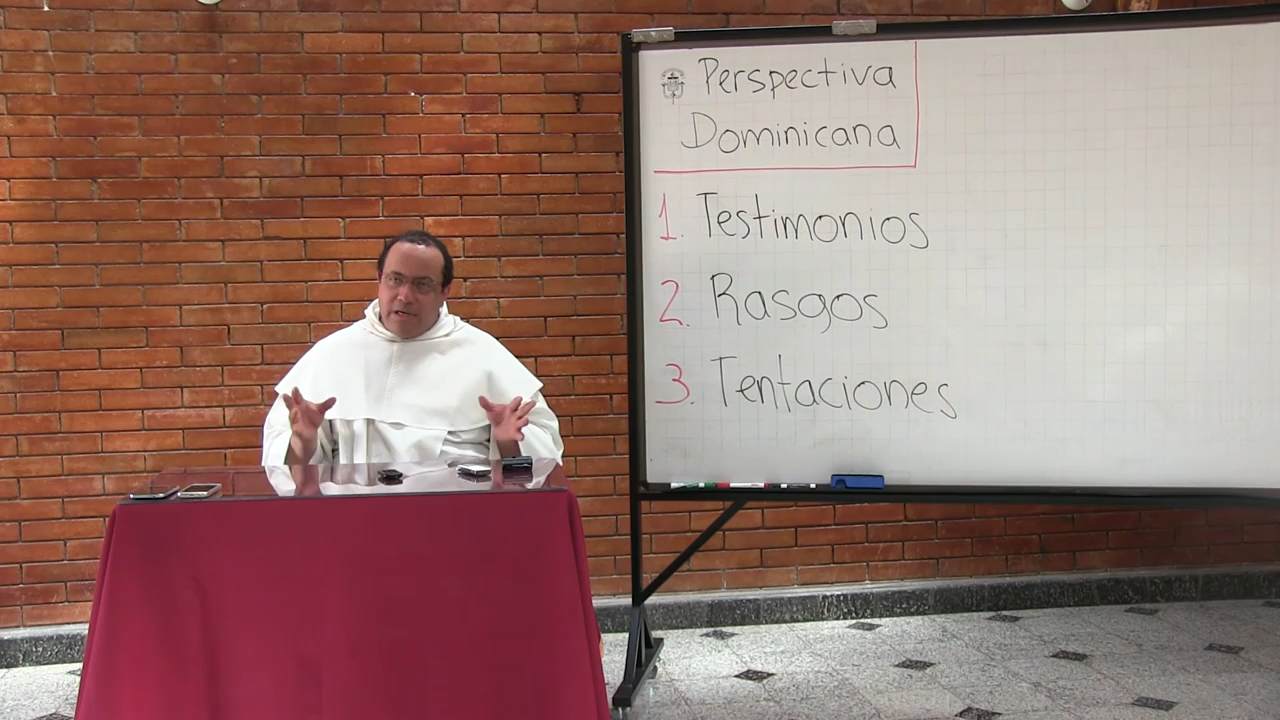 Perspectiva
Dominicana
1. Testimonios
2. Rasgos
3. Tentaciones